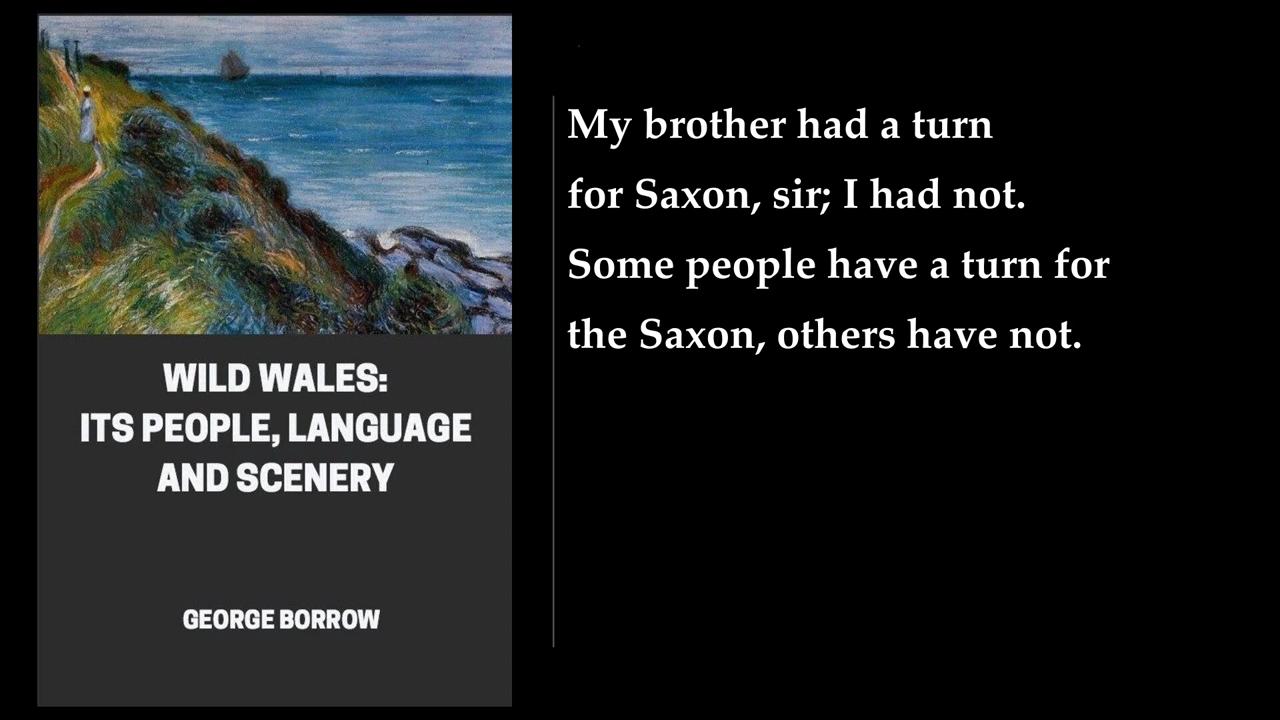 WILD WALES:
ITS PEOPLE, LANGUAGE
AND SCENERY
GEORGE BORROW
My brother had a turn
for Saxon, sir; I had not.
Some people have a turn for
the Saxon, others have not.